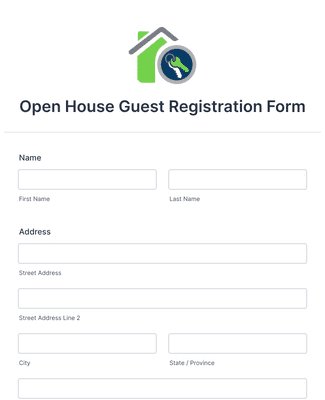 Open House Guest Registration Form
Name
First Name
Last Name
Address
Street Address
Street Address Line 2
City
State / Province